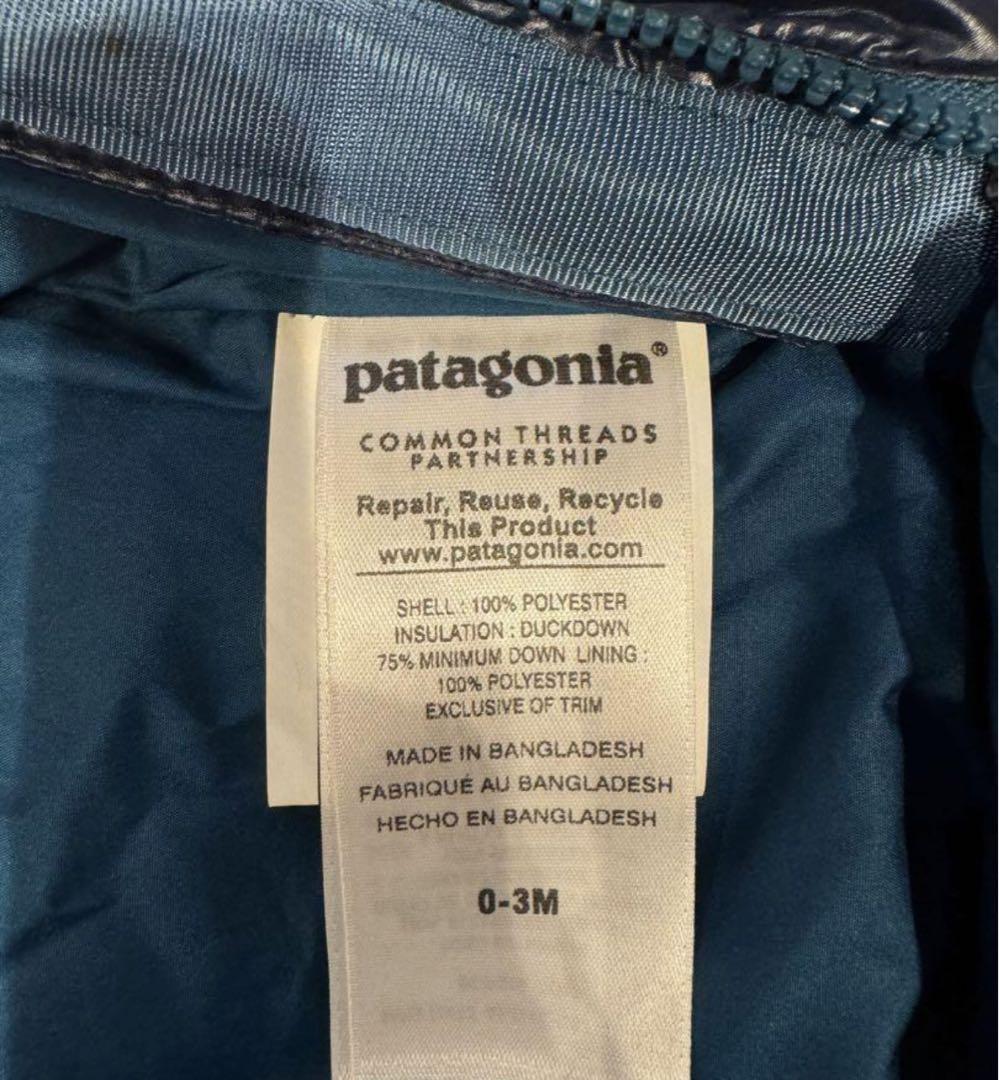 patagonia®
COMMON THREADS
PARTNERSHIP
Repair, Reuse, Recycle
This Product
www.patagonia.com
SHELL : 100% POLYESTER
INSULATION : DUCKDOWN
75% MINIMUM DOWN LINING :
100% POLYESTER
EXCLUSIVE OF TRIM
MADE IN BANGLADESH
FABRIQUÉ AU BANGLADESH
HECHO EN BANGLADESH
0-3M